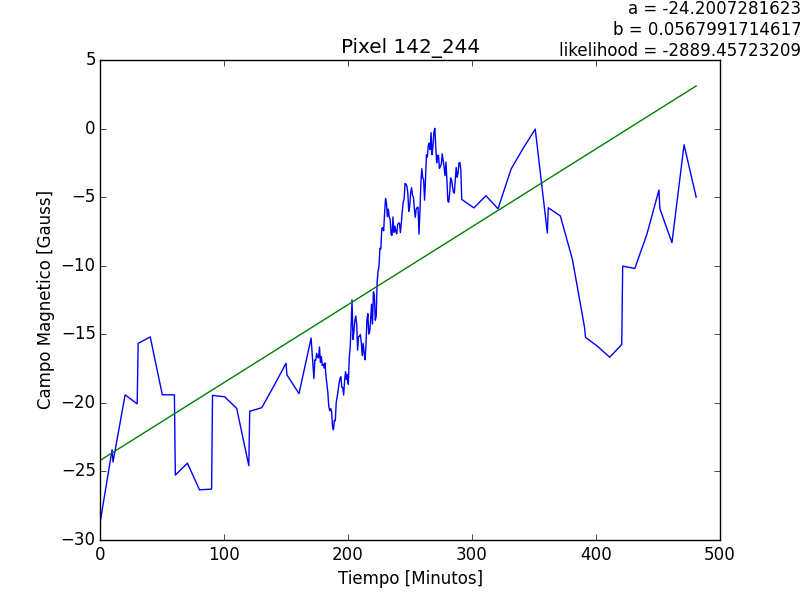 a = -24.2007281623
b = 0.0567991714617
likelihood = -2889.45723209
Pixel 142_244
5
0
−5
−10
−15
−20
−25
−30
Campo Magnetico [Gauss]
0 100 200 300 400 500
Tiempo [Minutos]